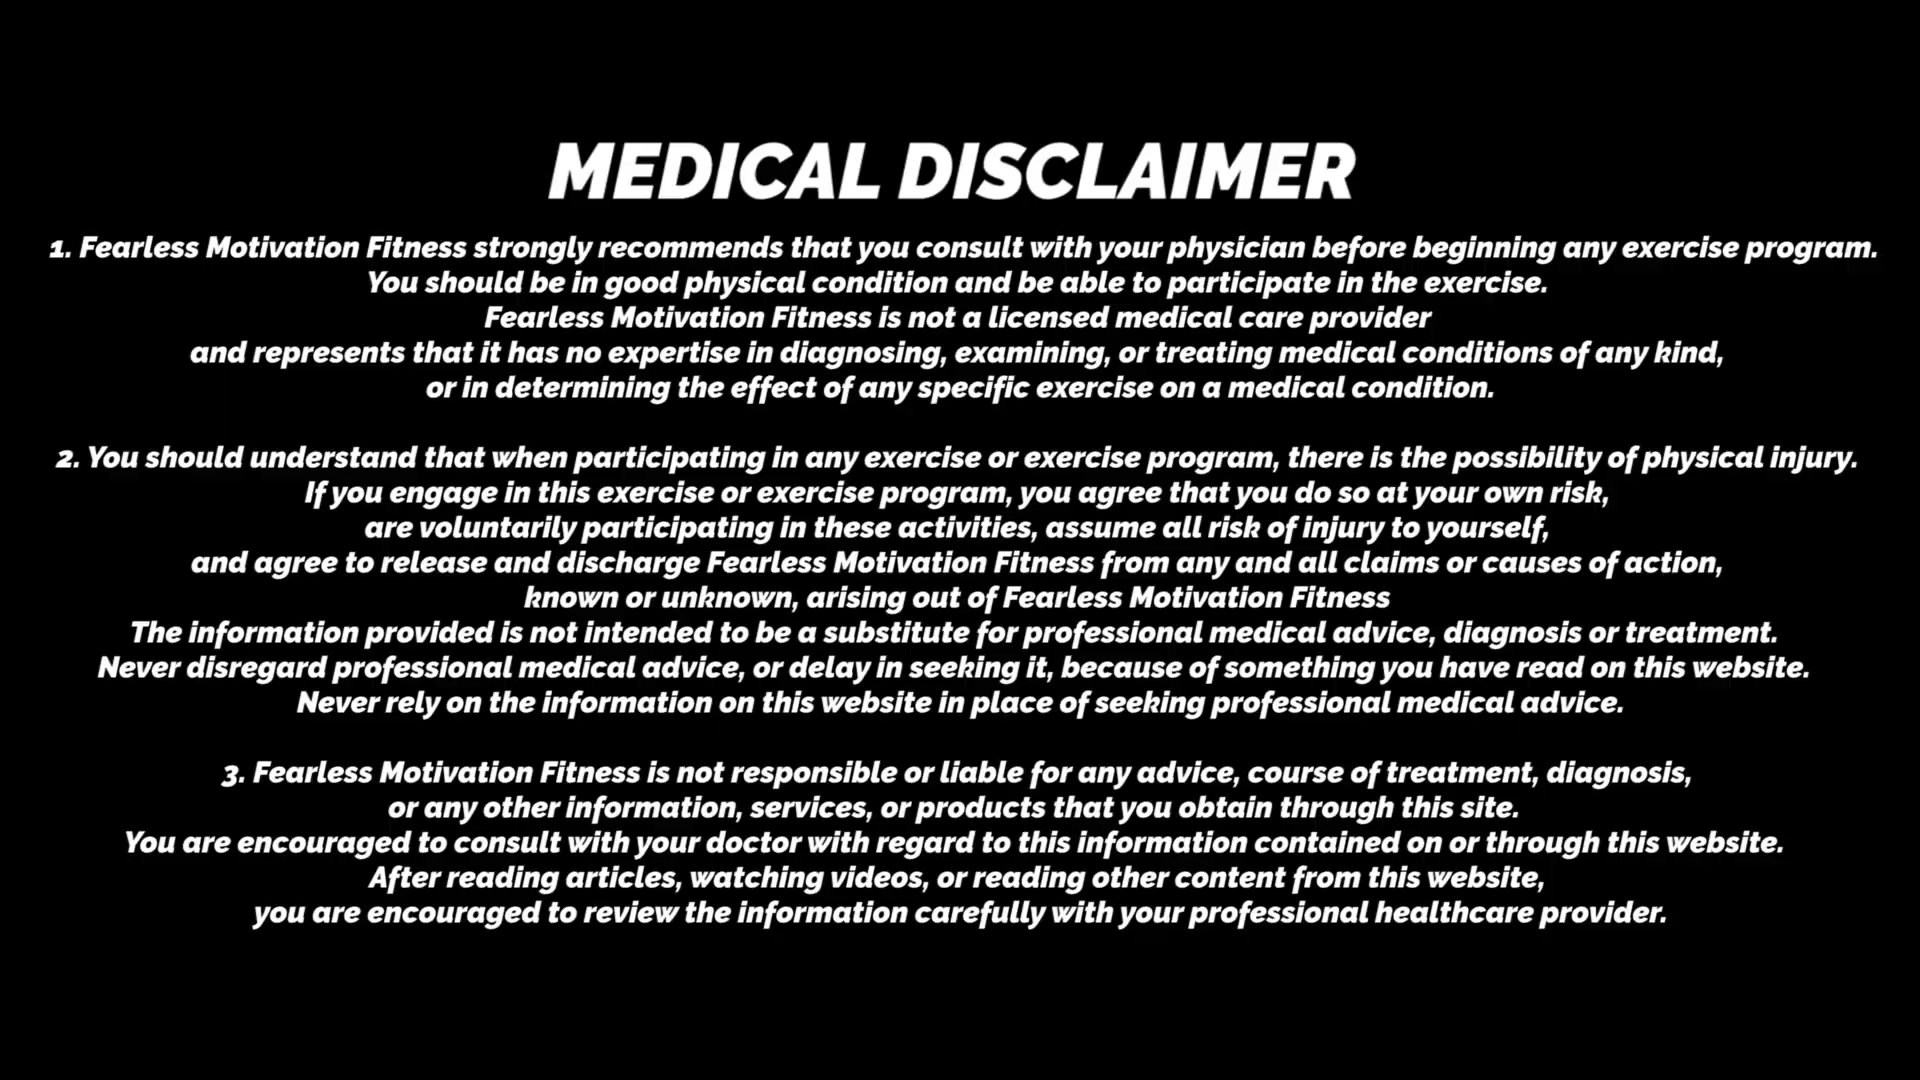 MEDICAL DISCLAIMER
1. Fearless Motivation Fitness strongly recommends that you consult with your physician before beginning any exercise program.
You should be in good physical condition and be able to participate in the exercise.
Fearless Motivation Fitness is not a licensed medical care provider
and represents that it has no expertise in diagnosing, examining, or treating medical conditions of any kind,
or in determining the effect of any specific exercise on a medical condition.
2. You should understand that when participating in any exercise or exercise program, there is the possibility of physical injury.
If you engage in this exercise or exercise program, you agree that you do so at your own risk,
are voluntarily participating in these activities, assume all risk of injury to yourself,
and agree to release and discharge Fearless Motivation Fitness from any and all claims or causes of action,
known or unknown, arising out of Fearless Motivation Fitness
The information provided is not intended to be a substitute for professional medical advice, diagnosis or treatment.
Never disregard professional medical advice, or delay in seeking it, because of something you have read on this website.
Never rely on the information on this website in place of seeking professional medical advice.
3. Fearless Motivation Fitness is not responsible or liable for any advice, course of treatment, diagnosis,
or any other information, services, or products that you obtain through this site.
You are encouraged to consult with your doctor with regard to this information contained on or through this website.
After reading articles, watching videos, or reading other content from this website,
you are encouraged to review the information carefully with your professional healthcare provider.